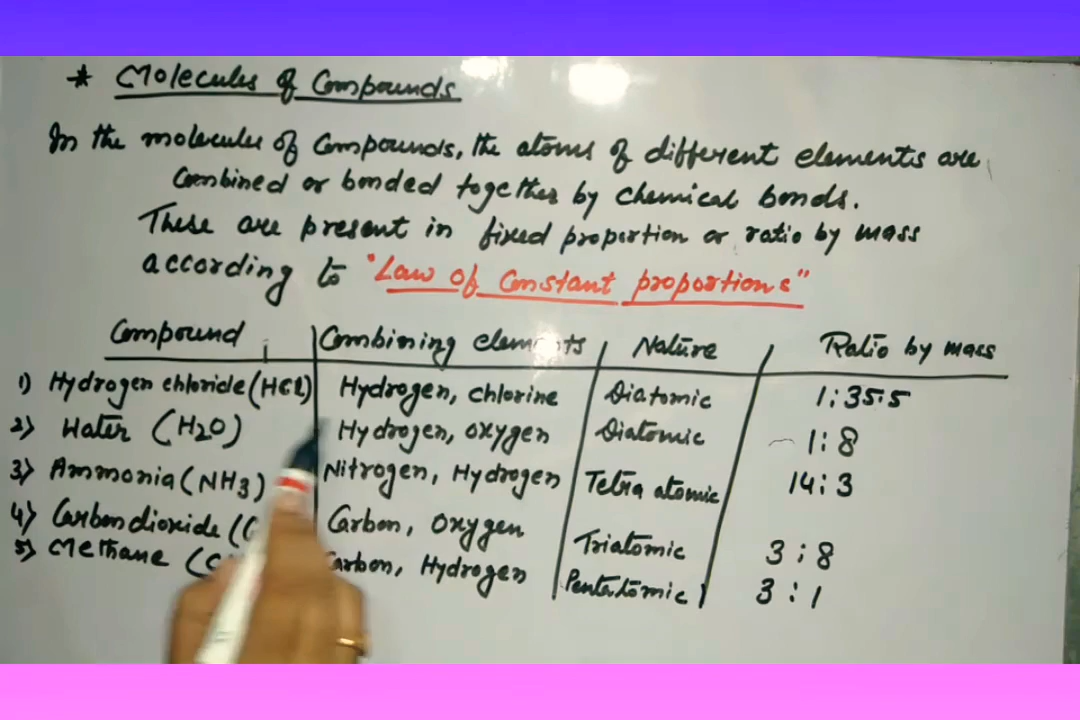 * Molecules of Compounds
In the molecules of Compounds, the atoms of different elements are
Combined or bonded together by chemical bonds.
These are present in fixed proportion or ratio by mass
according to "Law of Constant proportions"
Compound Combining elements Nature Ratio by mass
1) Hydrogen chloride (HCl) Hydrogen, chlorine Diatomic 1:35.5
2) Water (H2O) Hydrogen, oxygen Diatomic 1:8
3) Ammonia (NH3) Nitrogen, Hydrogen Tetra atomic 14:3
4) Carbondioxide (C Carbon, Oxygen Triatomic 3:8
5) Methane (C Carbon, Hydrogen Pentatomic 3:1